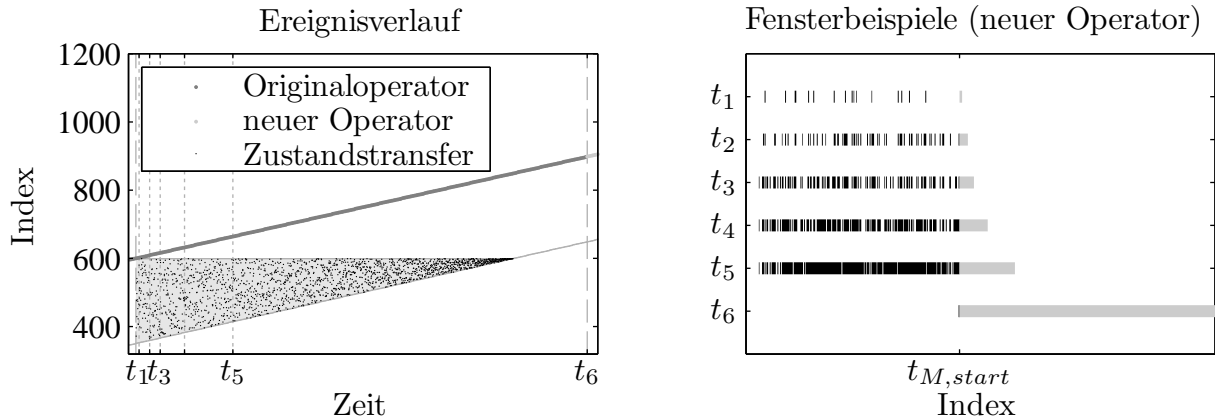 Ereignisverlauf
Index
1200
1000
800
600
400
Originaloperator
neuer Operator
Zustandstransfer
t1 t3 t5 t6
Zeit
Fensterbeispiele (neuer Operator)
t1
t2
t3
t4
t5
t6
tM,start
Index